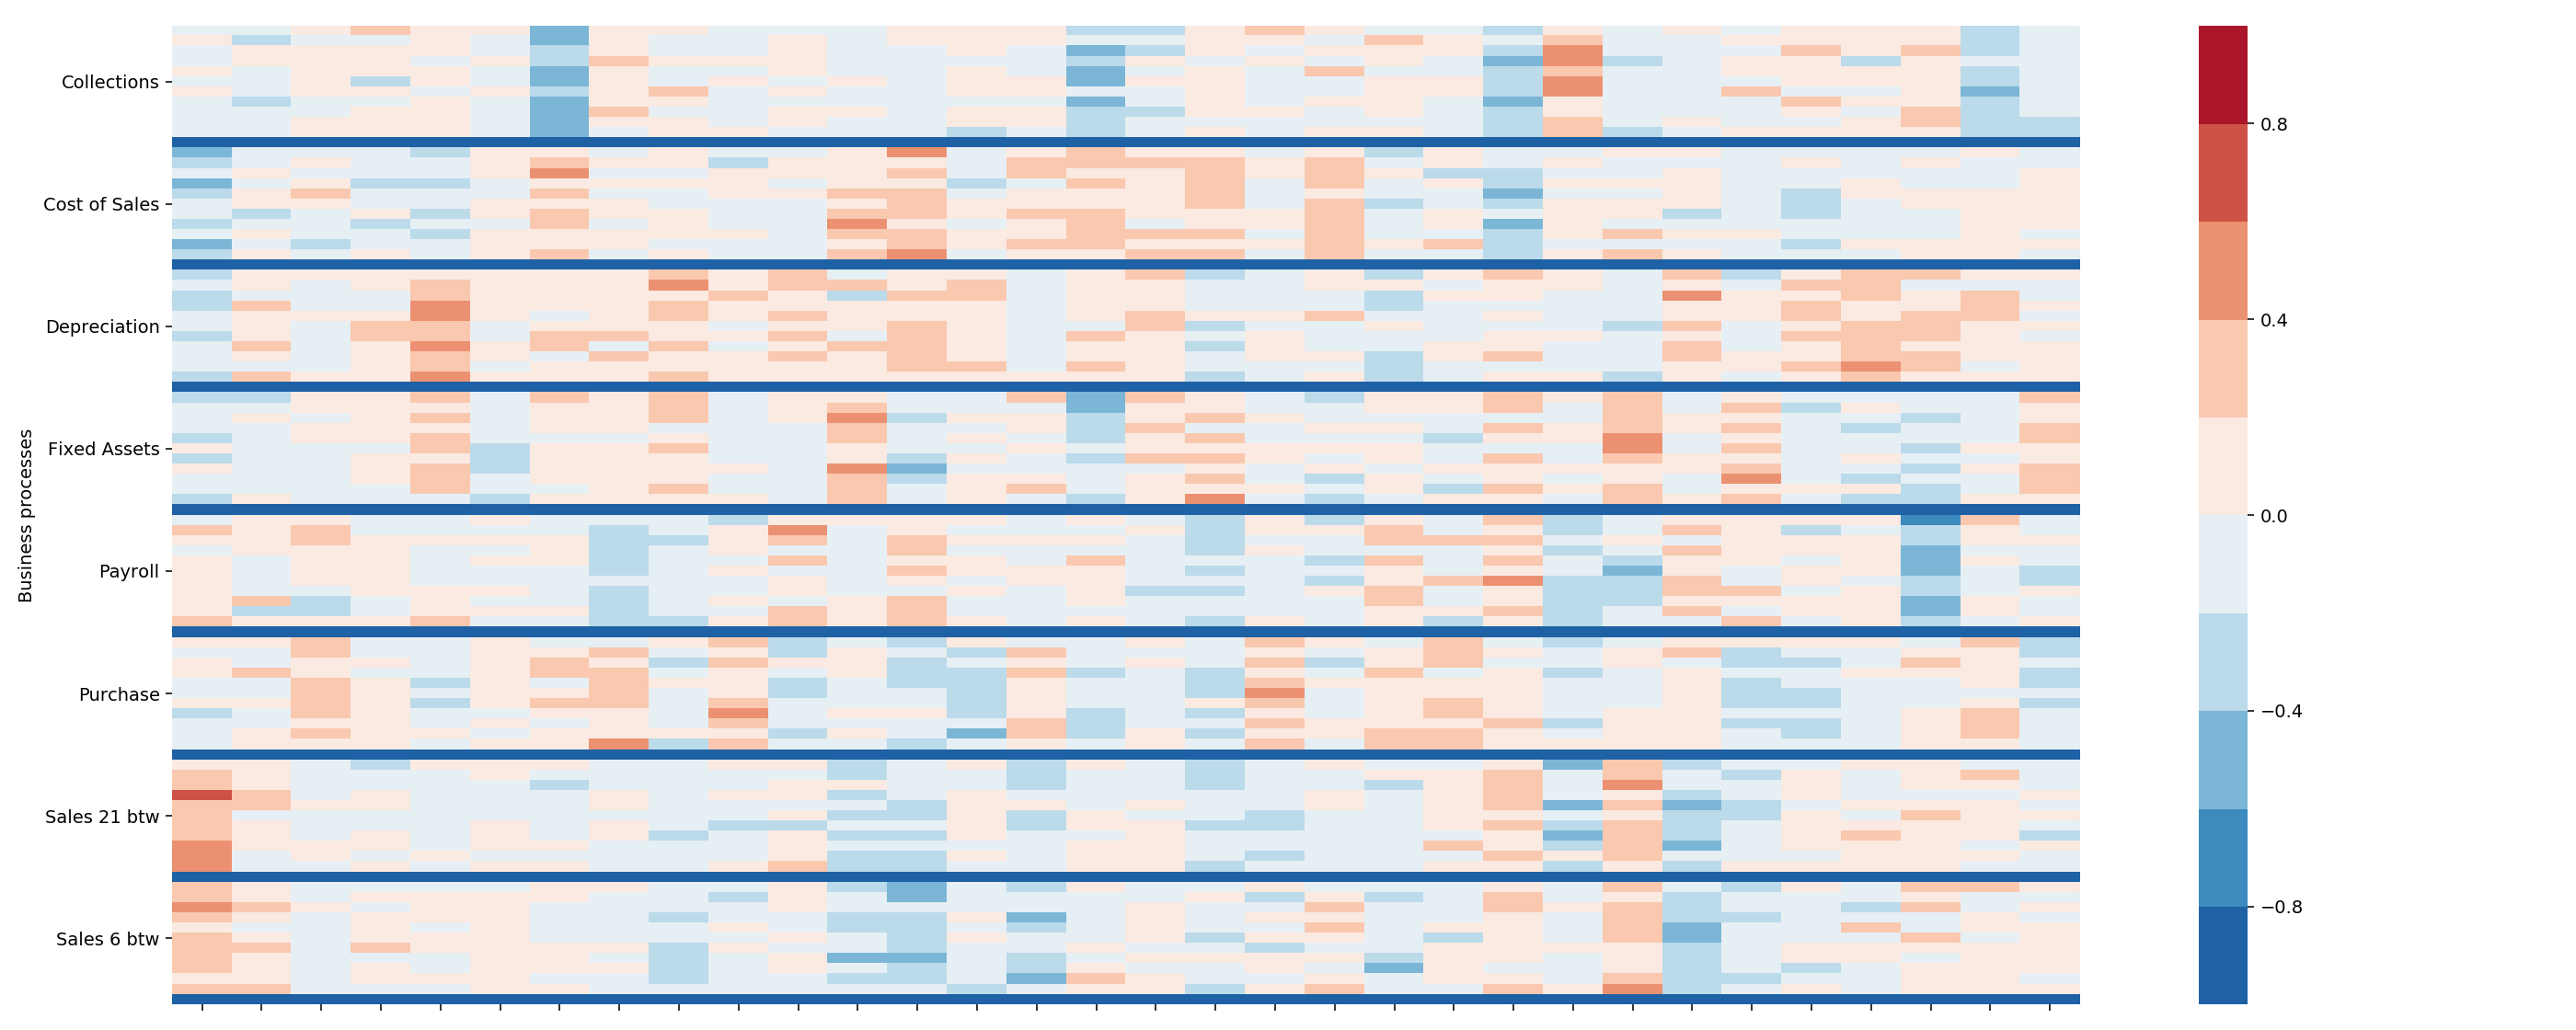 Business processes
Collections
Cost of Sales
Depreciation
Fixed Assets
Payroll
Purchase
Sales 21 btw
Sales 6 btw
0.8
0.4
0.0
−0.4
−0.8